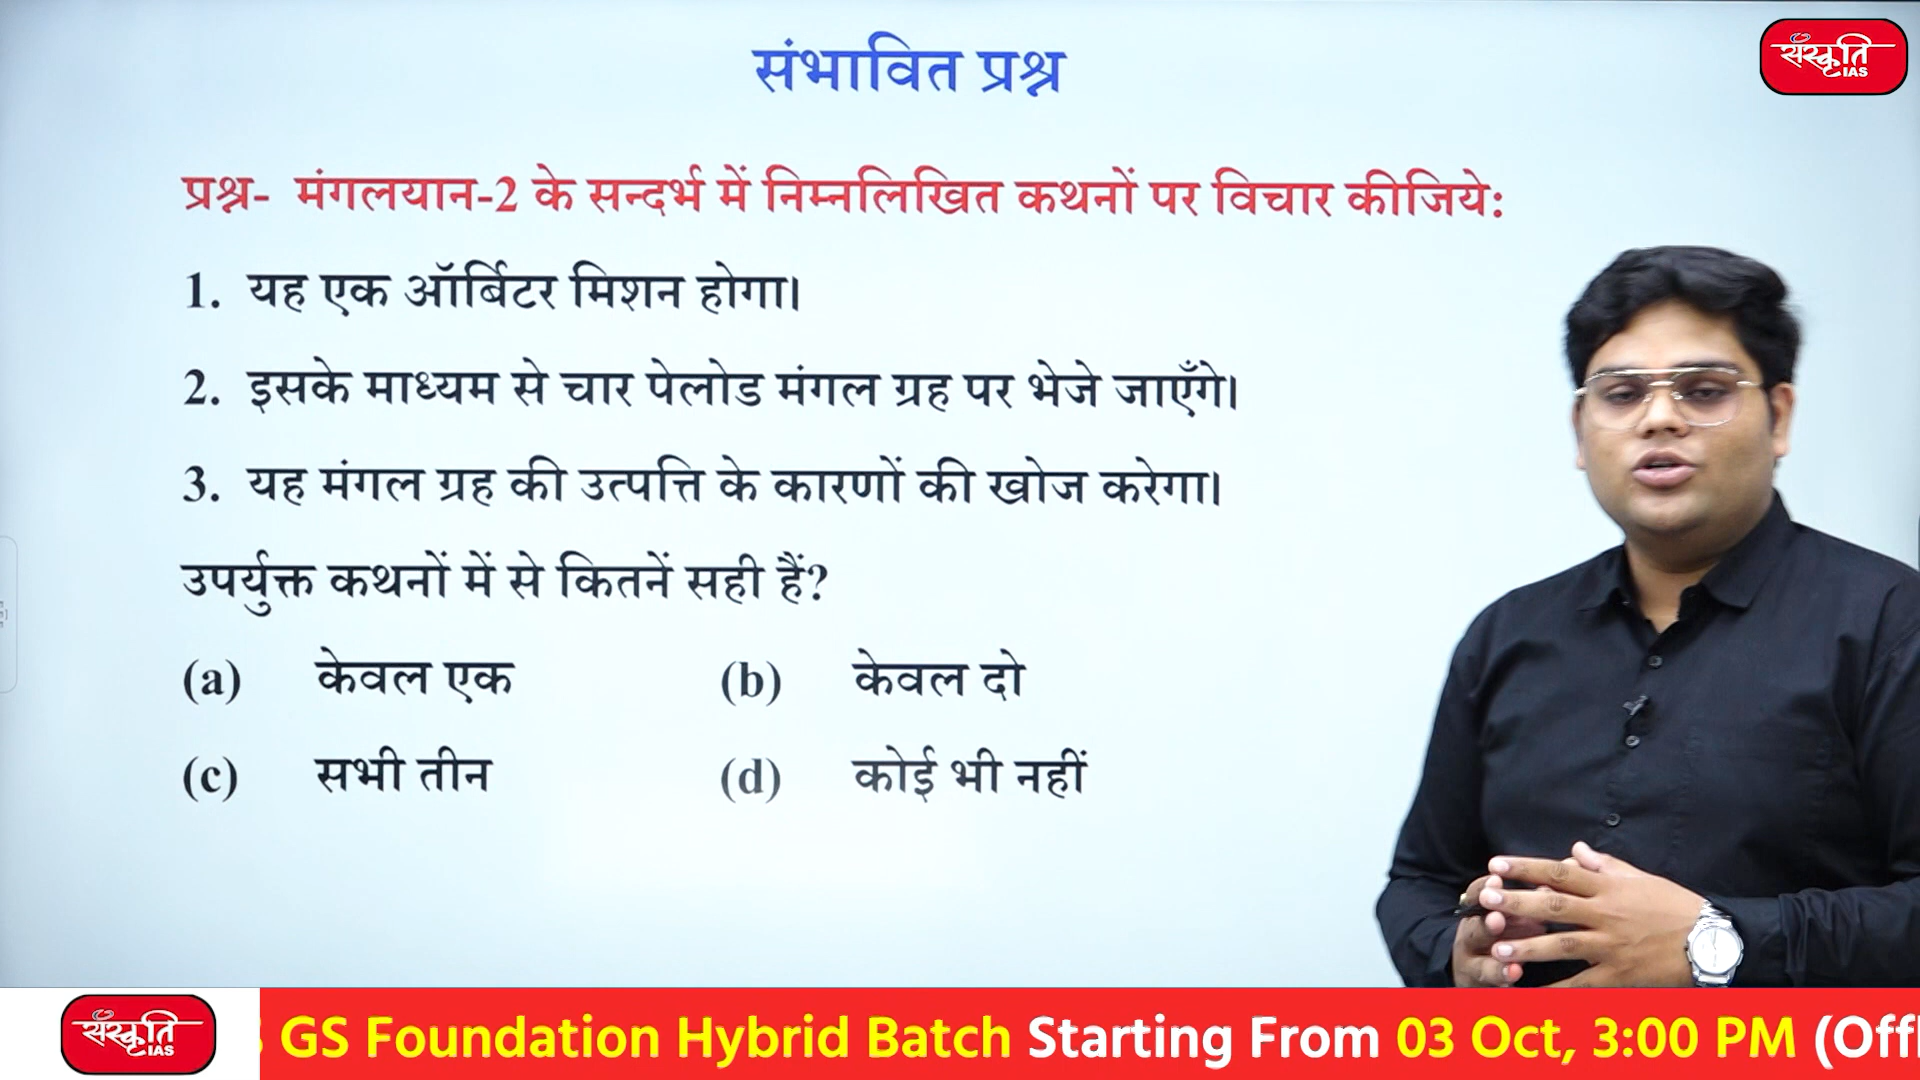 संभावित प्रश्न
संस्कृति
IAS
प्रश्न- मंगलयान-2 के सन्दर्भ में निम्नलिखित कथनों पर विचार कीजिये:
1. यह एक ऑर्बिटर मिशन होगा।
2. इसके माध्यम से चार पेलोड मंगल ग्रह पर भेजे जाएँगे।
3. यह मंगल ग्रह की उत्पत्ति के कारणों की खोज करेगा।
उपर्युक्त कथनों में से कितनें सही हैं?
(a) केवल एक (b) केवल दो
(c) सभी तीन (d) कोई भी नहीं
संस्कृति
IAS
GS Foundation Hybrid Batch Starting From 03 Oct, 3:00 PM